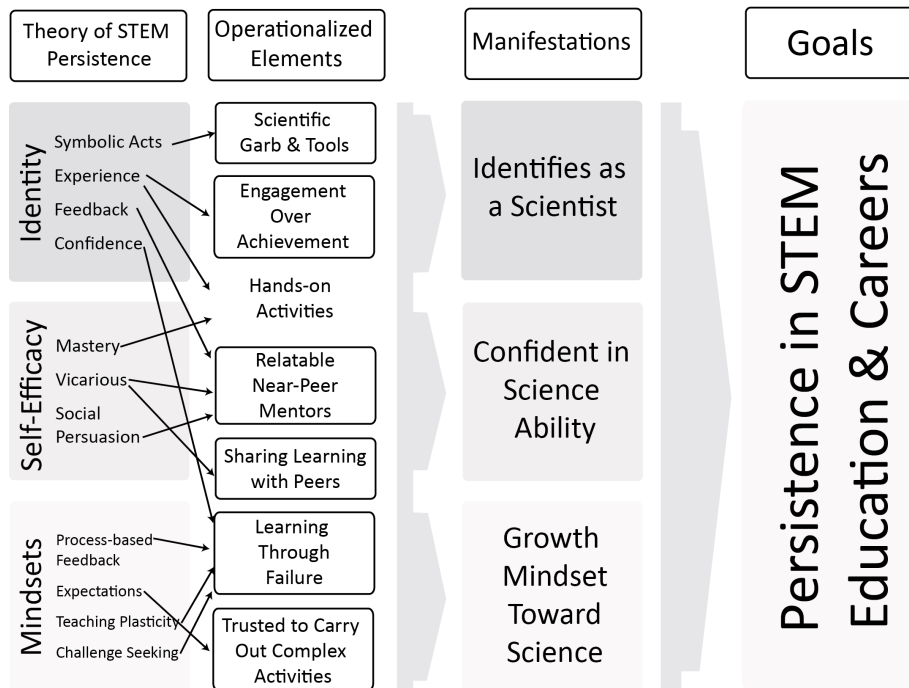 Theory of STEM
Persistence
Operationalized
Elements
Manifestations
Goals
Identity
Symbolic Acts
Experience
Feedback
Confidence
Self-Efficacy
Mastery
Vicarious
Social
Persuasion
Mindsets
Process-based
Feedback
Expectations
Teaching Plasticity
Challenge Seeking
Scientific
Garb & Tools
Engagement
Over
Achievement
Hands-on
Activities
Relatable
Near-Peer
Mentors
Sharing Learning
with Peers
Learning
Through
Failure
Trusted to Carry
Out Complex
Activities
Identifies as
a Scientist
Confident in
Science
Ability
Growth
Mindset
Toward
Science
Persistence in STEM
Education & Careers